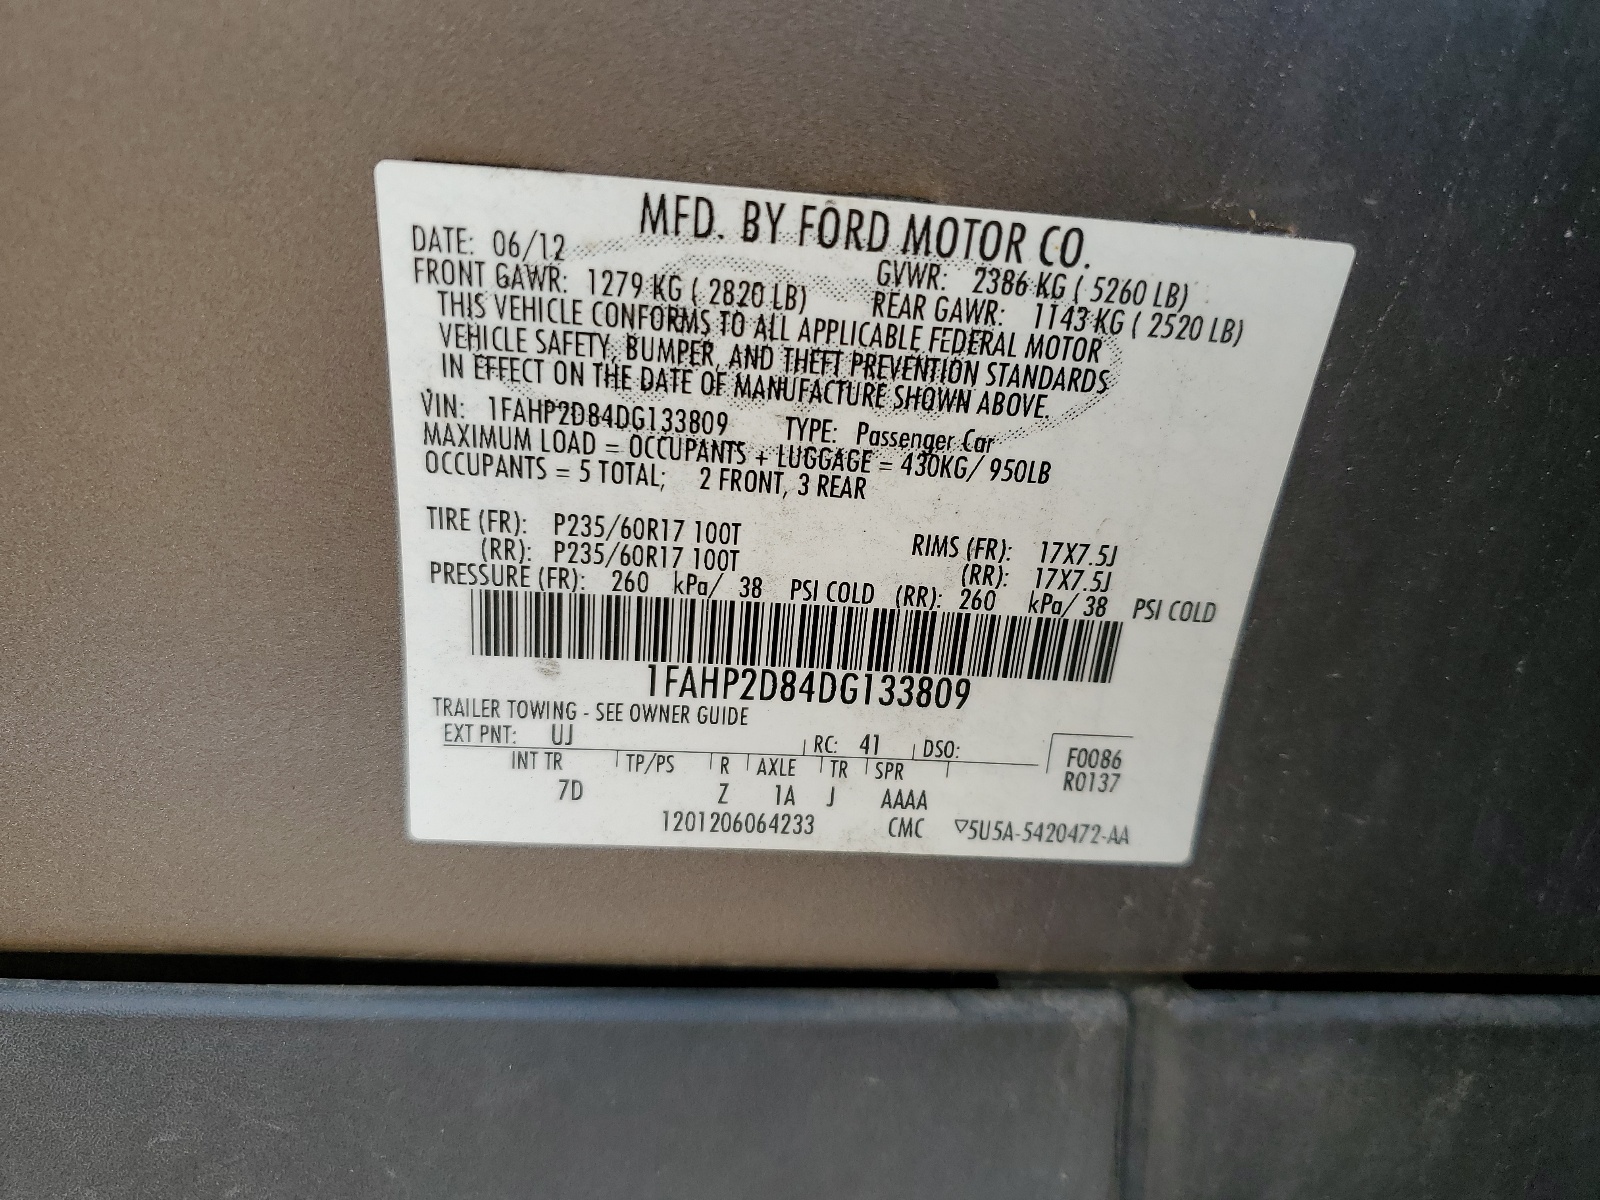 MFD. BY FORD MOTOR CO.
DATE: 06/12 GVWR: 2386 KG ( 5260 LB)
FRONT GAWR: 1279 KG ( 2820 LB) REAR GAWR: 1143 KG ( 2520 LB)
THIS VEHICLE CONFORMS TO ALL APPLICABLE FEDERAL MOTOR
VEHICLE SAFETY, BUMPER, AND THEFT PREVENTION STANDARDS
IN EFFECT ON THE DATE OF MANUFACTURE SHOWN ABOVE.
VIN: 1FAHP2D84DG133809 TYPE: Passenger Car
MAXIMUM LOAD = OCCUPANTS + LUGGAGE = 430KG/ 950LB
OCCUPANTS = 5 TOTAL; 2 FRONT, 3 REAR
TIRE (FR): P235/60R17 100T RIMS (FR): 17X7.5J
(RR): P235/60R17 100T (RR): 17X7.5J
PRESSURE (FR): 260 kPa/ 38 PSI COLD (RR): 260 kPa/ 38 PSI COLD
1FAHP2D84DG133809
TRAILER TOWING - SEE OWNER GUIDE
EXT PNT: UJ RC: 41 DSO: F0086
INT TR TP/PS R AXLE TR SPR R0137
7D Z 1A J AAAA
1201206064233 CMC ▽5U5A-5420472-AA